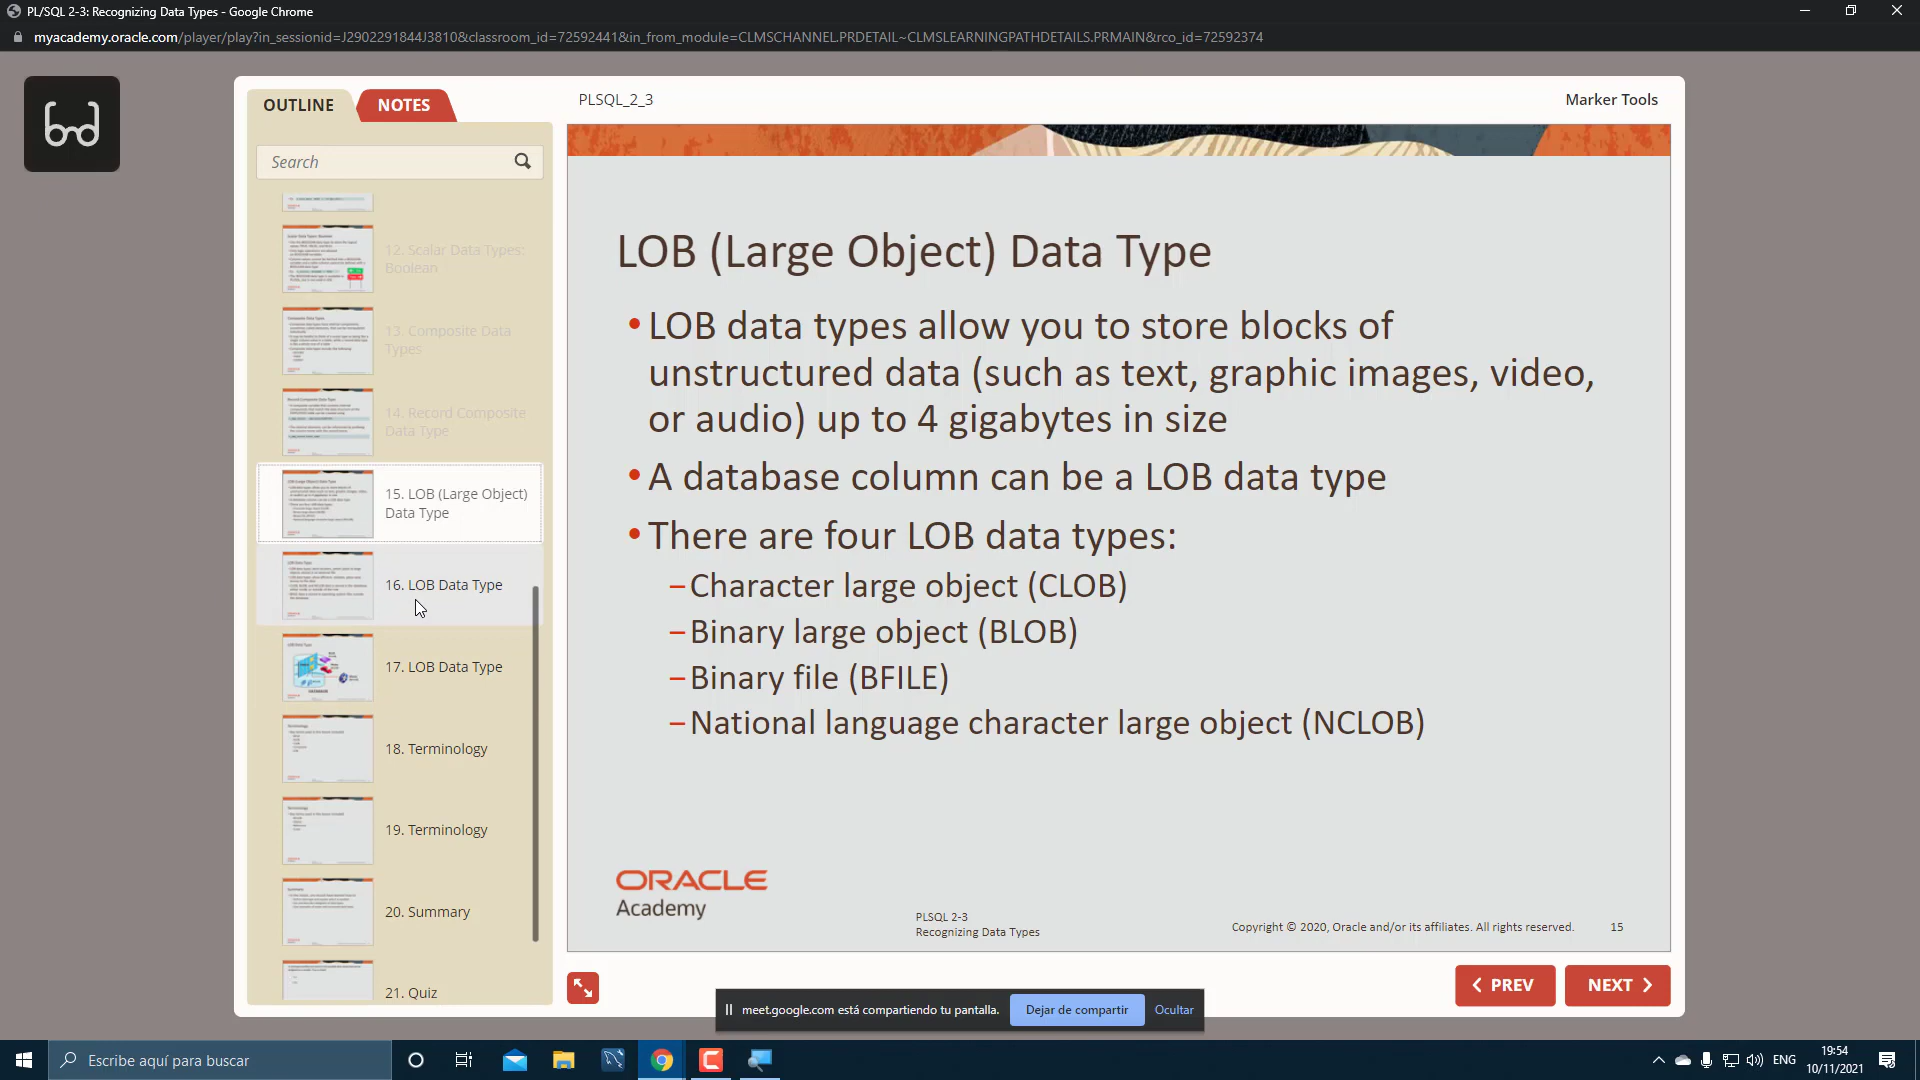 PL/SQL 2-3: Recognizing Data Types - Google Chrome
myacademy.oracle.com/player/play?in_sessionid=J2902291844J3810&classroom_id=72592441&in_from_module=CLMSCHANNEL.PRDETAIL~CLMSLEARNINGPATHDETAILS.PRMAIN&rco_id=72592374
OUTLINE
NOTES
PLSQL_2_3
Marker Tools
Search
12. Scalar Data Types:
Boolean
13. Composite Data
Types
14. Record Composite
Data Type
15. LOB (Large Object)
Data Type
16. LOB Data Type
17. LOB Data Type
18. Terminology
19. Terminology
20. Summary
21. Quiz
LOB (Large Object) Data Type
•LOB data types allow you to store blocks of
unstructured data (such as text, graphic images, video,
or audio) up to 4 gigabytes in size
•A database column can be a LOB data type
•There are four LOB data types:
–Character large object (CLOB)
–Binary large object (BLOB)
–Binary file (BFILE)
–National language character large object (NCLOB)
ORACLE
Academy
PLSQL 2-3
Recognizing Data Types
Copyright © 2020, Oracle and/or its affiliates. All rights reserved.
15
PREV
NEXT
meet.google.com está compartiendo tu pantalla.
Dejar de compartir
Ocultar
Escribe aquí para buscar
ENG
19:54
10/11/2021